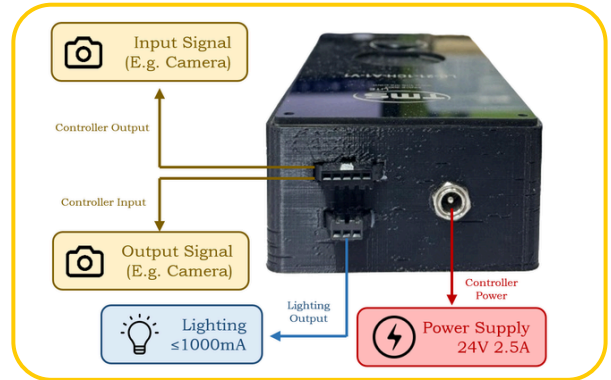 Input Signal
(E.g. Camera)
TMS
Controller Output
Controller Input
Output Signal
(E.g. Camera)
Lighting
≤1000mA
Lighting
Output
Controller
Power
Power Supply
24V 2.5A